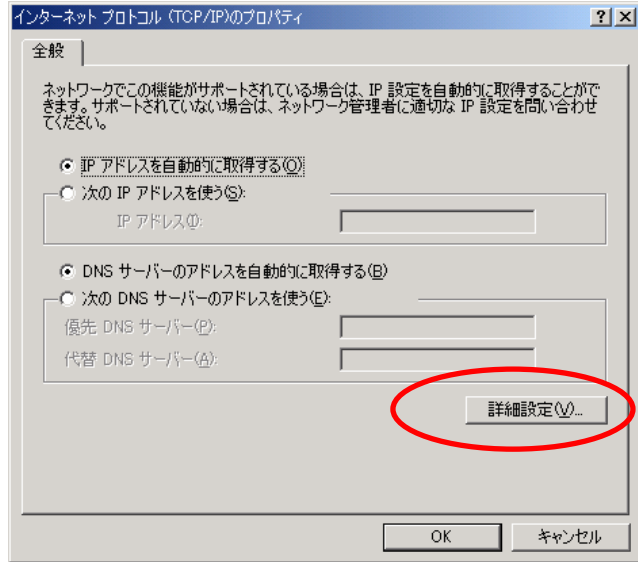 インターネット プロトコル (TCP/IP)のプロパティ
全般
ネットワークでこの機能がサポートされている場合は、IP 設定を自動的に取得することがで
きます。サポートされていない場合は、ネットワーク管理者に適切な IP 設定を問い合わせ
てください。
IP アドレスを自動的に取得する(O)
次の IP アドレスを使う(S):
IP アドレス(I):
DNS サーバーのアドレスを自動的に取得する(B)
次の DNS サーバーのアドレスを使う(E):
優先 DNS サーバー(P):
代替 DNS サーバー(A):
詳細設定(V)...
OK キャンセル